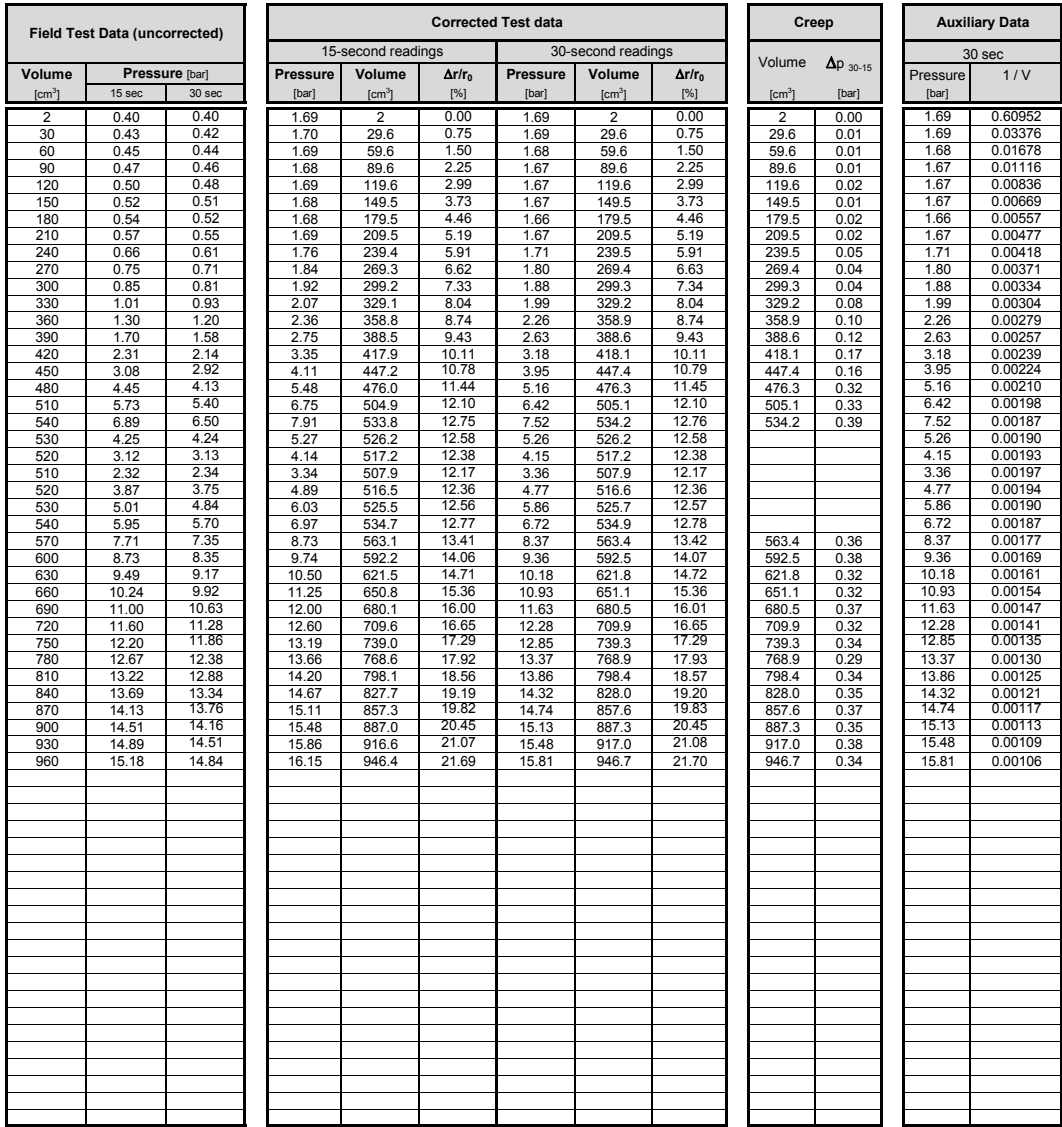 Field Test Data (uncorrected) Corrected Test data Creep Auxiliary Data
15-second readings 30-second readings Volume Δp 30-15 30 sec
Volume Pressure [bar] Pressure Volume Δr/r₀ Pressure Volume Δr/r₀ Pressure 1 / V
[cm³] 15 sec 30 sec [bar] [cm³] [%] [bar] [cm³] [%] [cm³] [bar] [bar]
2 0.40 0.40 1.69 2 0.00 1.69 2 0.00 2 0.00 1.69 0.60952
30 0.43 0.42 1.70 29.6 0.75 1.69 29.6 0.75 29.6 0.01 1.69 0.03376
60 0.45 0.44 1.69 59.6 1.50 1.68 59.6 1.50 59.6 0.01 1.68 0.01678
90 0.47 0.46 1.68 89.6 2.25 1.67 89.6 2.25 89.6 0.01 1.67 0.01116
120 0.50 0.48 1.69 119.6 2.99 1.67 119.6 2.99 119.6 0.02 1.67 0.00836
150 0.52 0.51 1.68 149.5 3.73 1.67 149.5 3.73 149.5 0.01 1.67 0.00669
180 0.54 0.52 1.68 179.5 4.46 1.66 179.5 4.46 179.5 0.02 1.66 0.00557
210 0.57 0.55 1.69 209.5 5.19 1.67 209.5 5.19 209.5 0.02 1.67 0.00477
240 0.66 0.61 1.76 239.4 5.91 1.71 239.5 5.91 239.5 0.05 1.71 0.00418
270 0.75 0.71 1.84 269.3 6.62 1.80 269.4 6.63 269.4 0.04 1.80 0.00371
300 0.85 0.81 1.92 299.2 7.33 1.88 299.3 7.34 299.3 0.04 1.88 0.00334
330 1.01 0.93 2.07 329.1 8.04 1.99 329.2 8.04 329.2 0.08 1.99 0.00304
360 1.30 1.20 2.36 358.8 8.74 2.26 358.9 8.74 358.9 0.10 2.26 0.00279
390 1.70 1.58 2.75 388.5 9.43 2.63 388.6 9.43 388.6 0.12 2.63 0.00257
420 2.31 2.14 3.35 417.9 10.11 3.18 418.1 10.11 418.1 0.17 3.18 0.00239
450 3.08 2.92 4.11 447.2 10.78 3.95 447.4 10.79 447.4 0.16 3.95 0.00224
480 4.45 4.13 5.48 476.0 11.44 5.16 476.3 11.45 476.3 0.32 5.16 0.00210
510 5.73 5.40 6.75 504.9 12.10 6.42 505.1 12.10 505.1 0.33 6.42 0.00198
540 6.89 6.50 7.91 533.8 12.75 7.52 534.2 12.76 534.2 0.39 7.52 0.00187
530 4.25 4.24 5.27 526.2 12.58 5.26 526.2 12.58 5.26 0.00190
520 3.12 3.13 4.14 517.2 12.38 4.15 517.2 12.38 4.15 0.00193
510 2.32 2.34 3.34 507.9 12.17 3.36 507.9 12.17 3.36 0.00197
520 3.87 3.75 4.89 516.5 12.36 4.77 516.6 12.36 4.77 0.00194
530 5.01 4.84 6.03 525.5 12.56 5.86 525.7 12.57 5.86 0.00190
540 5.95 5.70 6.97 534.7 12.77 6.72 534.9 12.78 6.72 0.00187
570 7.71 7.35 8.73 563.1 13.41 8.37 563.4 13.42 563.4 0.36 8.37 0.00177
600 8.73 8.35 9.74 592.2 14.06 9.36 592.5 14.07 592.5 0.38 9.36 0.00169
630 9.49 9.17 10.50 621.5 14.71 10.18 621.8 14.72 621.8 0.32 10.18 0.00161
660 10.24 9.92 11.25 650.8 15.36 10.93 651.1 15.36 651.1 0.32 10.93 0.00154
690 11.00 10.63 12.00 680.1 16.00 11.63 680.5 16.01 680.5 0.37 11.63 0.00147
720 11.60 11.28 12.60 709.6 16.65 12.28 709.9 16.65 709.9 0.32 12.28 0.00141
750 12.20 11.86 13.19 739.0 17.29 12.85 739.3 17.29 739.3 0.34 12.85 0.00135
780 12.67 12.38 13.66 768.6 17.92 13.37 768.9 17.93 768.9 0.29 13.37 0.00130
810 13.22 12.88 14.20 798.1 18.56 13.86 798.4 18.57 798.4 0.34 13.86 0.00125
840 13.69 13.34 14.67 827.7 19.19 14.32 828.0 19.20 828.0 0.35 14.32 0.00121
870 14.13 13.76 15.11 857.3 19.82 14.74 857.6 19.83 857.6 0.37 14.74 0.00117
900 14.51 14.16 15.48 887.0 20.45 15.13 887.3 20.45 887.3 0.35 15.13 0.00113
930 14.89 14.51 15.86 916.6 21.07 15.48 917.0 21.08 917.0 0.38 15.48 0.00109
960 15.18 14.84 16.15 946.4 21.69 15.81 946.7 21.70 946.7 0.34 15.81 0.00106